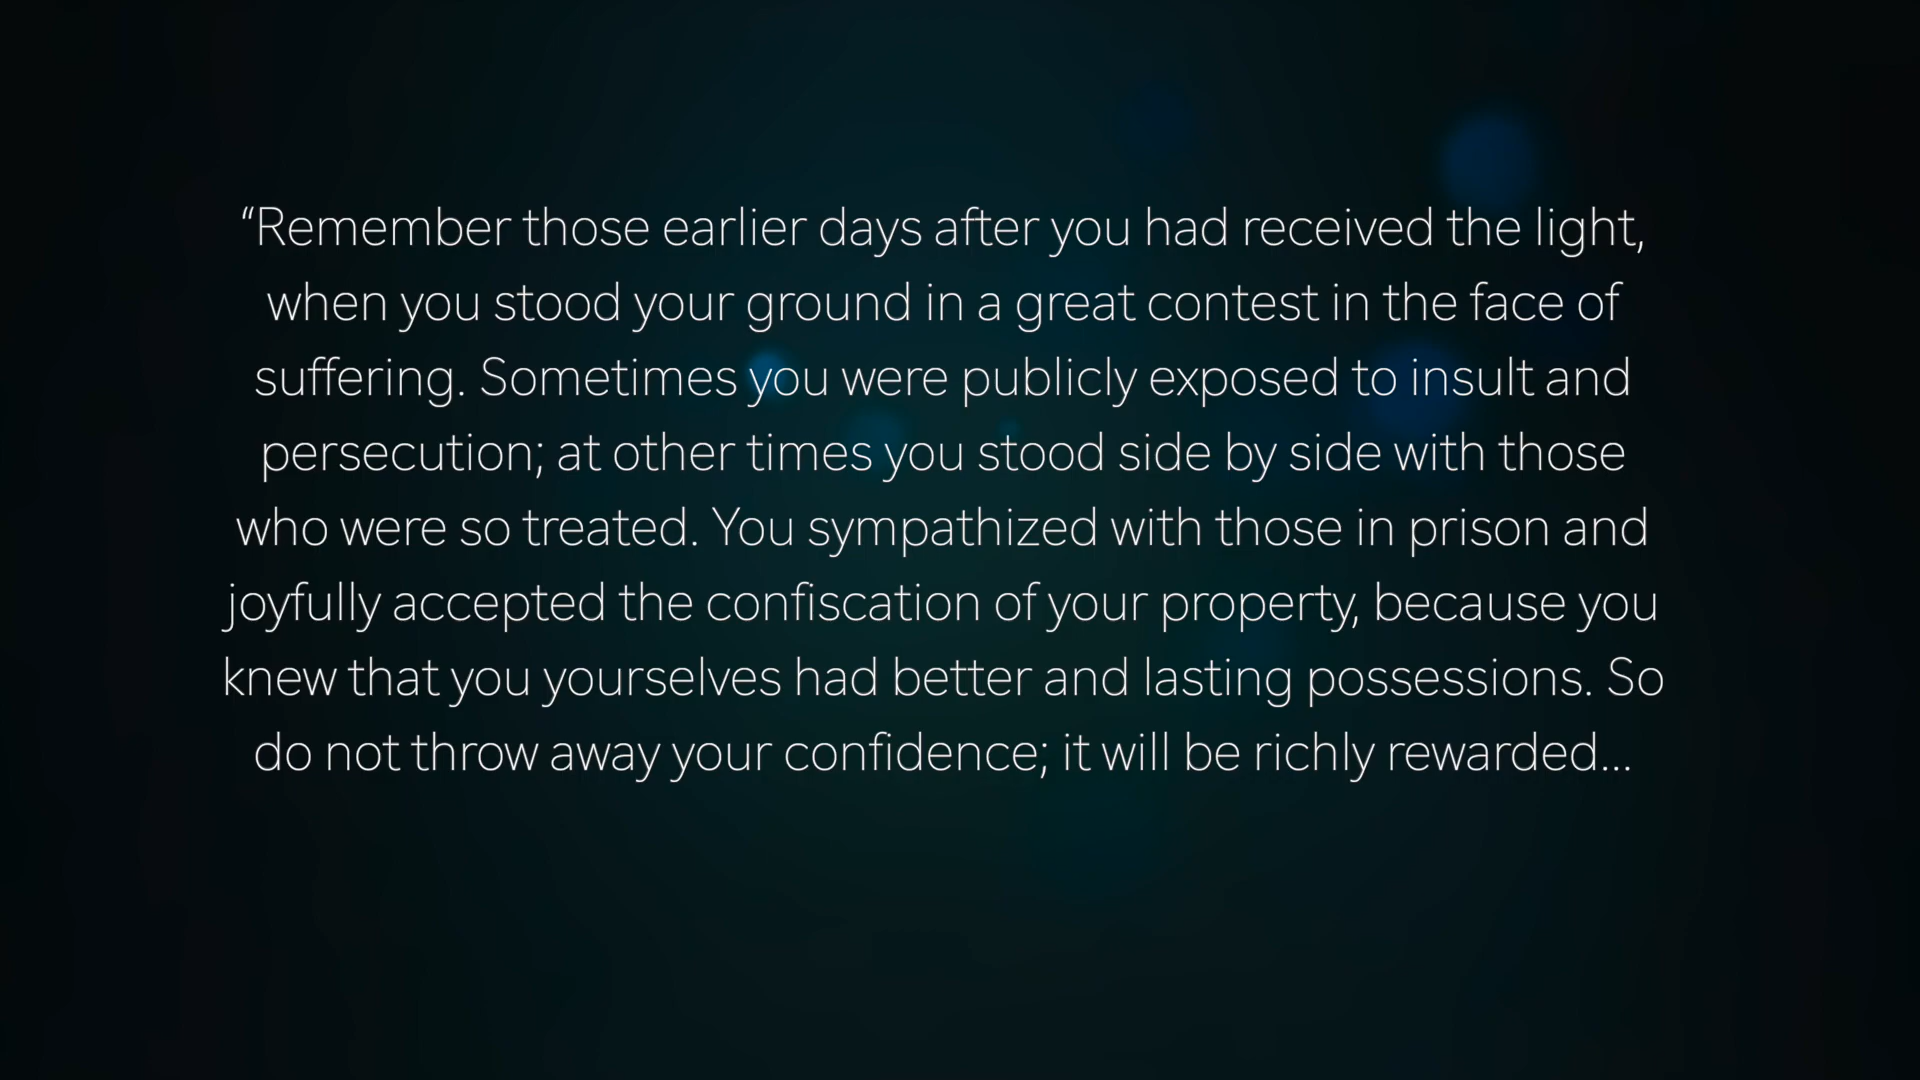 “Remember those earlier days after you had received the light,
when you stood your ground in a great contest in the face of
suffering. Sometimes you were publicly exposed to insult and
persecution; at other times you stood side by side with those
who were so treated. You sympathized with those in prison and
joyfully accepted the confiscation of your property, because you
knew that you yourselves had better and lasting possessions. So
do not throw away your confidence; it will be richly rewarded...